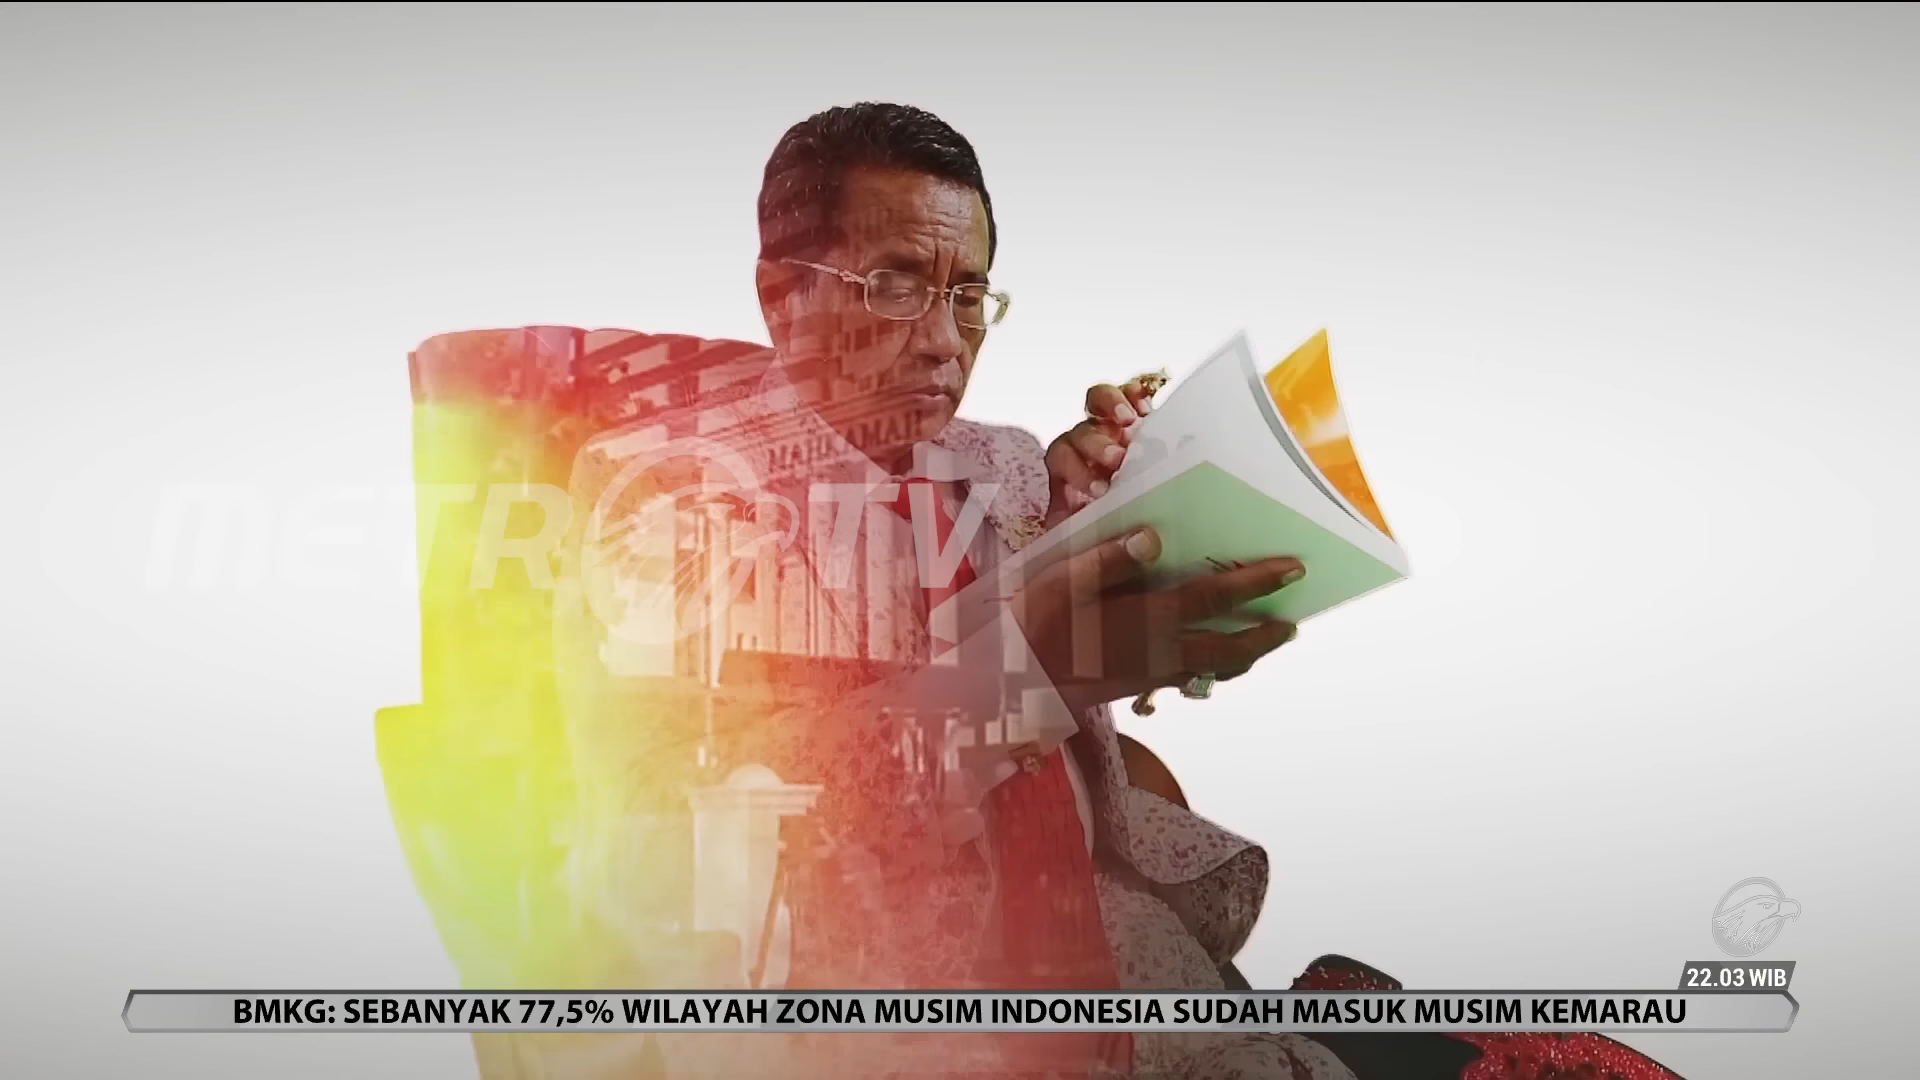 MAHKAMAH
METRO TV
22.03 WIB
BMKG: SEBANYAK 77,5% WILAYAH ZONA MUSIM INDONESIA SUDAH MASUK MUSIM KEMARAU